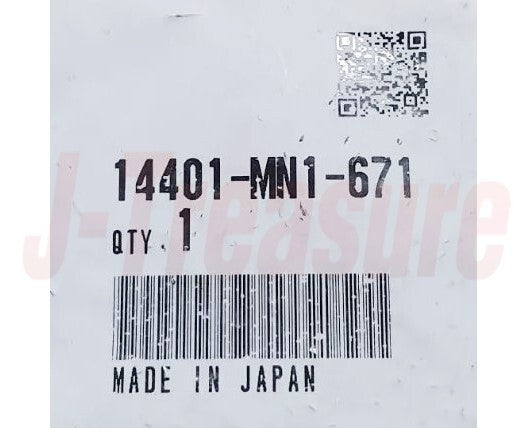 14401-MN1-671
J-Treasure
QTY. 1
MADE IN JAPAN